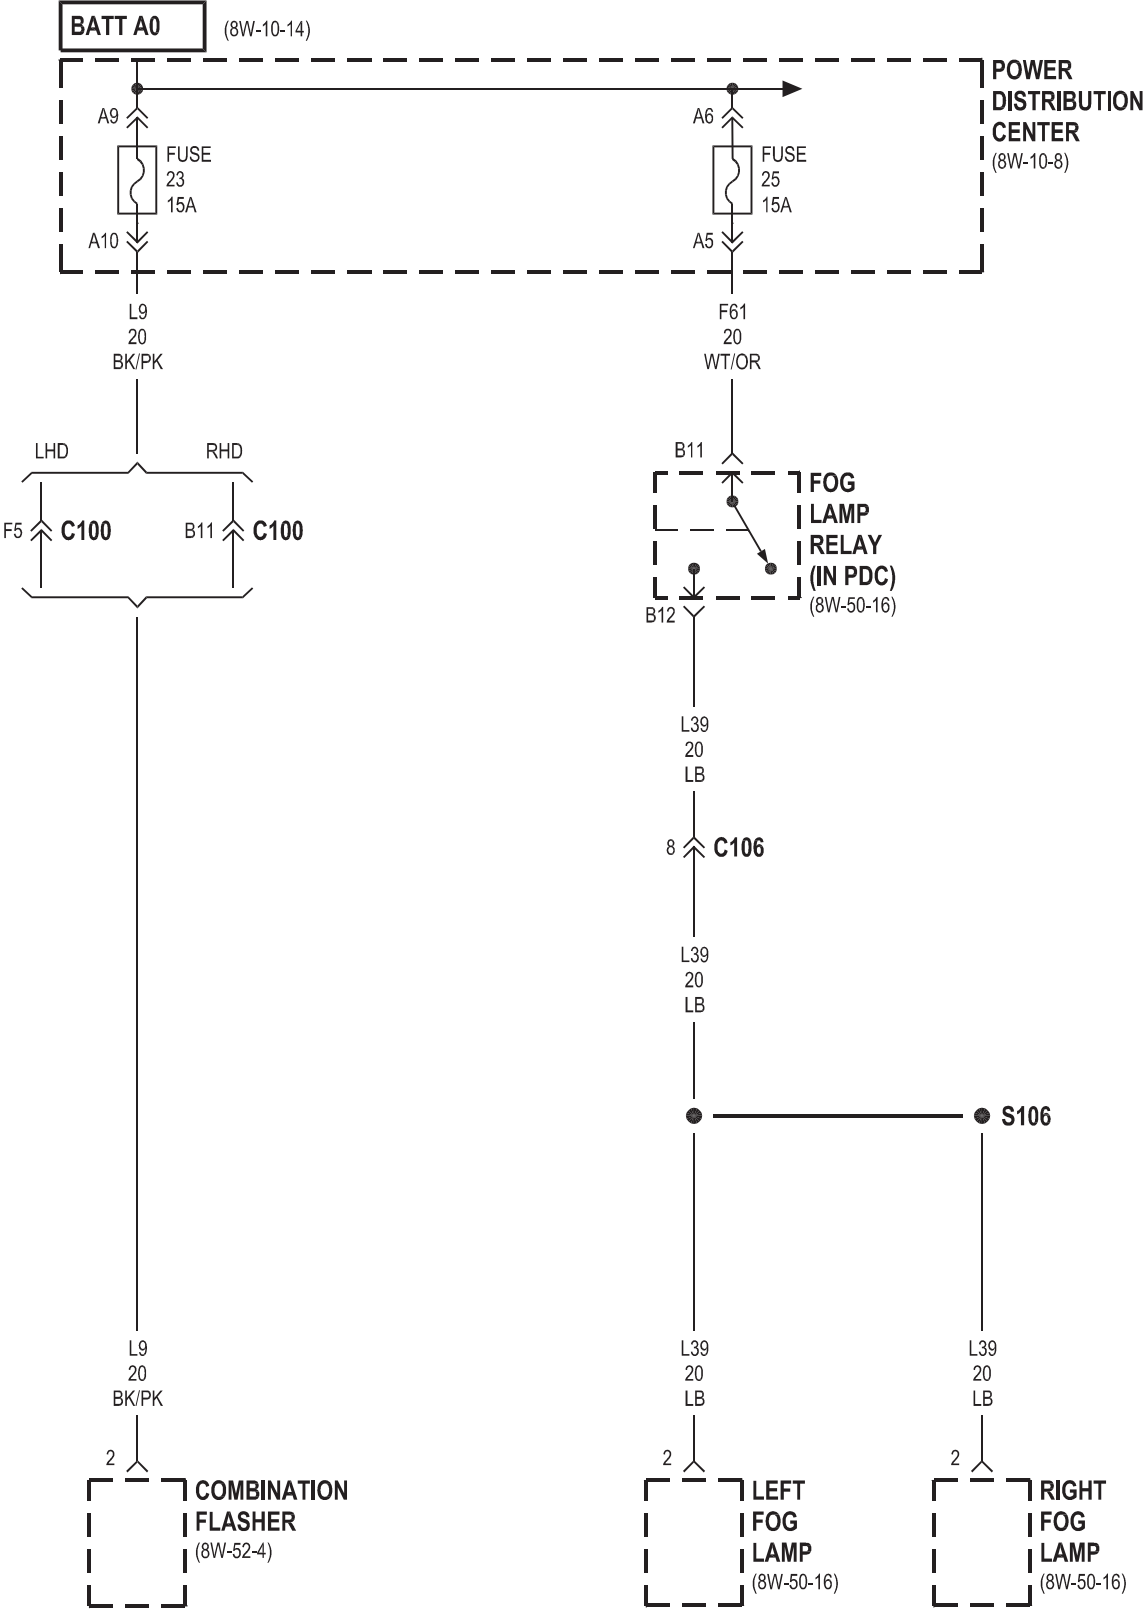 BATT A0
(8W-10-14)
POWER
DISTRIBUTION
CENTER
(8W-10-8)
A9
FUSE
23
15A
A10
A6
FUSE
25
15A
A5
L9
20
BK/PK
F61
20
WT/OR
LHD
RHD
F5
C100
B11
C100
B11
FOG
LAMP
RELAY
(IN PDC)
(8W-50-16)
B12
L39
20
LB
8
C106
L39
20
LB
S106
L9
20
BK/PK
L39
20
LB
L39
20
LB
2
COMBINATION
FLASHER
(8W-52-4)
2
LEFT
FOG
LAMP
(8W-50-16)
2
RIGHT
FOG
LAMP
(8W-50-16)